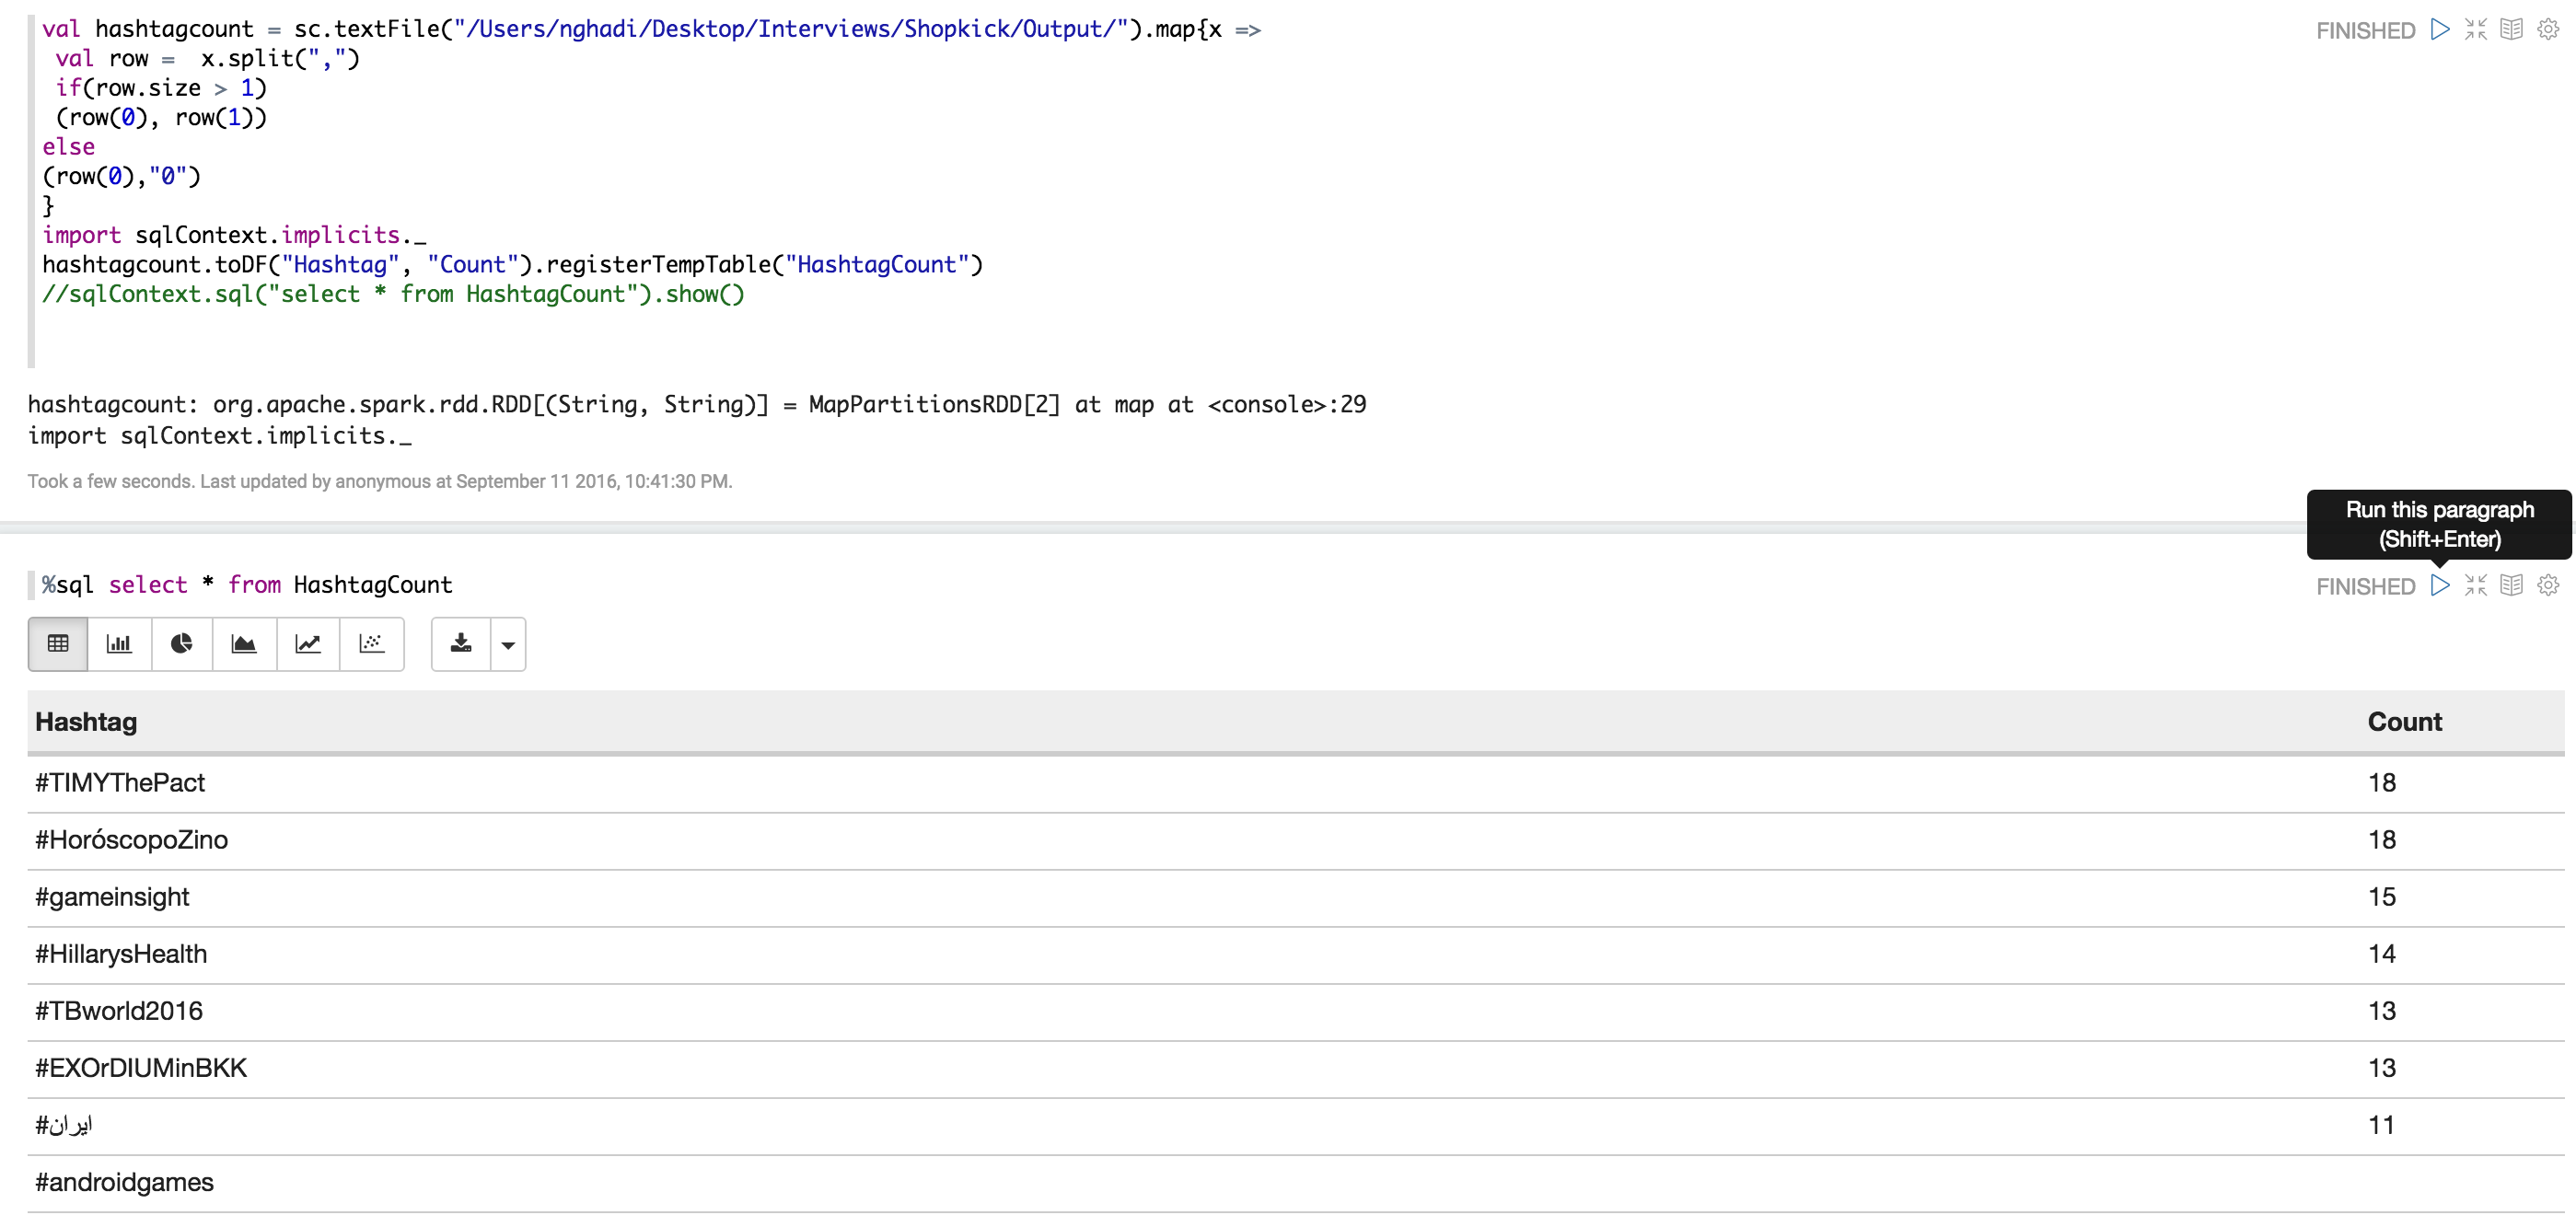 val hashtagcount = sc.textFile("/Users/nghadi/Desktop/Interviews/Shopkick/Output/").map{x =>
val row =  x.split(",")
if(row.size > 1)
(row(0), row(1))
else
(row(0),"0")
}
import sqlContext.implicits._
hashtagcount.toDF("Hashtag", "Count").registerTempTable("HashtagCount")
//sqlContext.sql("select * from HashtagCount").show()
FINISHED
hashtagcount: org.apache.spark.rdd.RDD[(String, String)] = MapPartitionsRDD[2] at map at <console>:29
import sqlContext.implicits._
Took a few seconds. Last updated by anonymous at September 11 2016, 10:41:30 PM.
Run this paragraph
(Shift+Enter)
%sql select * from HashtagCount
FINISHED
Hashtag Count
#TIMYThePact 18
#HoróscopoZino 18
#gameinsight 15
#HillarysHealth 14
#TBworld2016 13
#EXOrDIUMinBKK 13
#ایران 11
#androidgames